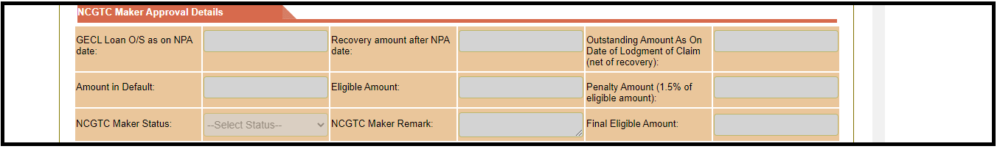 NCGTC Maker Approval Details
GECL Loan O/S as on NPA
date:
Recovery amount after NPA
date:
Outstanding Amount As On
Date of Lodgment of Claim
(net of recovery):
Amount in Default:
Eligible Amount:
Penalty Amount (1.5% of
eligible amount):
NCGTC Maker Status:
--Select Status--
NCGTC Maker Remark:
Final Eligible Amount: